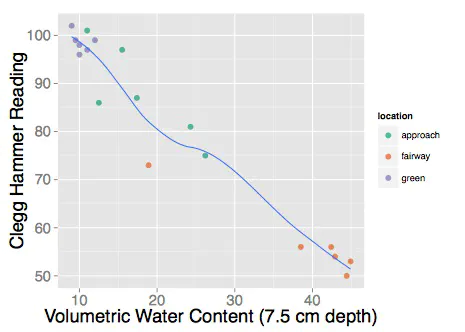 Clegg Hammer Reading
100
90
80
70
60
50
10
20
30
40
Volumetric Water Content (7.5 cm depth)
location
approach
fairway
green